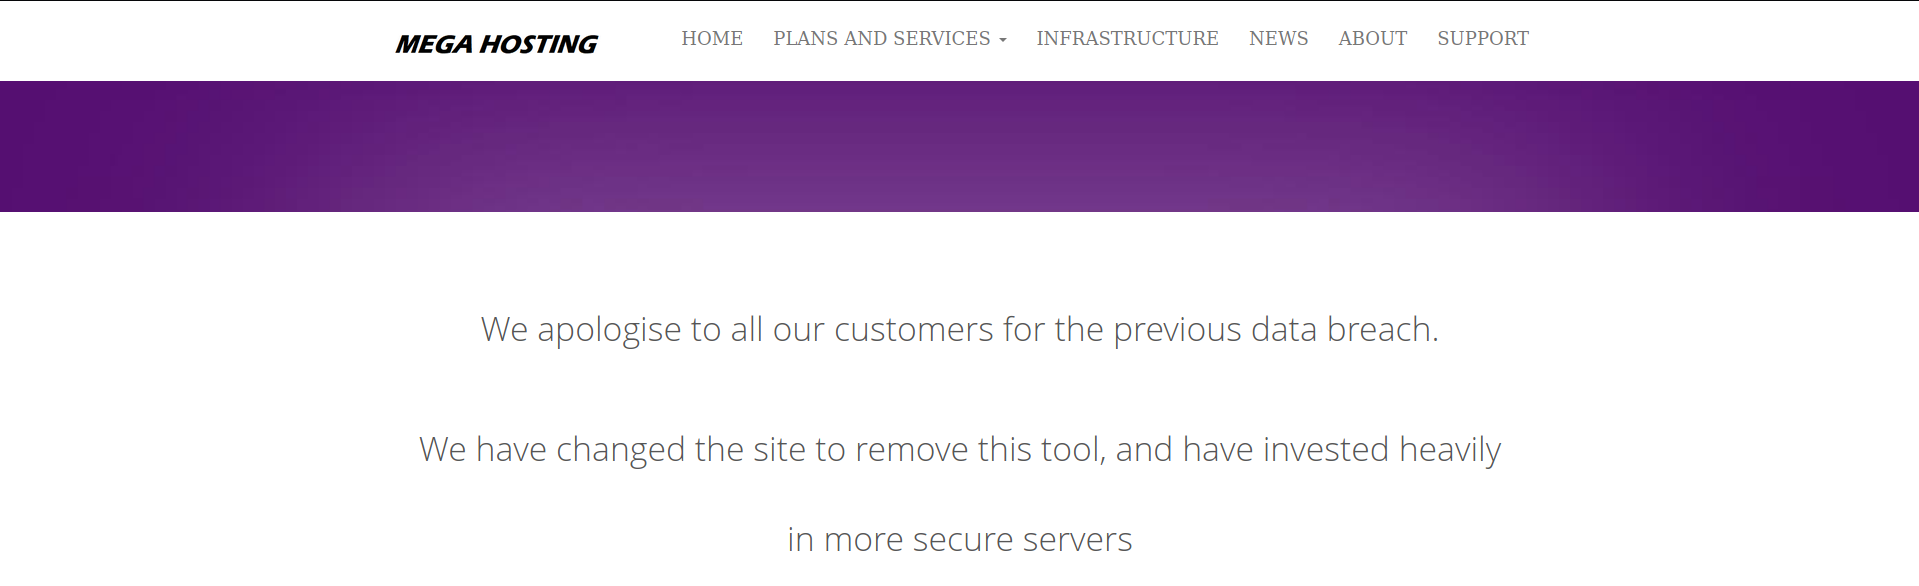 MEGA HOSTING
HOME PLANS AND SERVICES INFRASTRUCTURE NEWS ABOUT SUPPORT
We apologise to all our customers for the previous data breach.
We have changed the site to remove this tool, and have invested heavily
in more secure servers